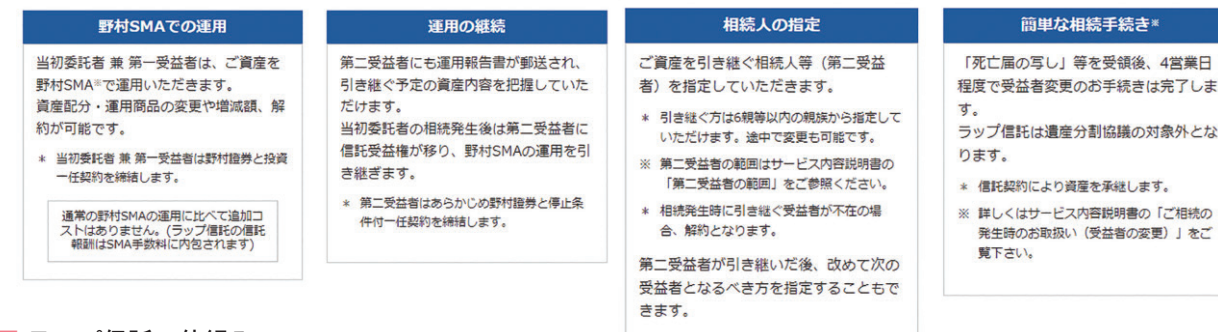 野村SMAでの運用
当初委託者 兼 第一受益者は、ご資産を
野村SMA※で運用いただきます。
資産配分・運用商品の変更や増減額、解
約が可能です。
* 当初委託者 兼 第一受益者は野村證券と投資
一任契約を締結します。
通常の野村SMAの運用に比べて追加コ
ストはありません。(ラップ信託の信託
報酬はSMA手数料に内包されます)
運用の継続
第二受益者にも運用報告書が郵送され、
引き継ぐ予定の資産内容を把握していた
だけます。
当初委託者の相続発生後は第二受益者に
信託受益権が移り、野村SMAの運用を引
き継ぎます。
* 第二受益者はあらかじめ野村證券と停止条
件付一任契約を締結します。
相続人の指定
ご資産を引き継ぐ相続人等（第二受益
者）を指定していただきます。
* 引き継ぐ方は6親等以内の親族から指定して
いただけます。途中で変更も可能です。
※ 第二受益者の範囲はサービス内容説明書の
「第二受益者の範囲」をご参照ください。
* 相続発生時に引き継ぐ受益者が不在の場
合、解約となります。
第二受益者が引き継いだ後、改めて次の
受益者となるべき方を指定することもで
きます。
簡単な相続手続き※
「死亡届の写し」等を受領後、4営業日
程度で受益者変更のお手続きは完了しま
す。
ラップ信託は遺産分割協議の対象外とな
ります。
* 信託契約により資産を承継します。
※ 詳しくはサービス内容説明書の「ご相続の
発生時のお取扱い（受益者の変更）」をご
覧下さい。